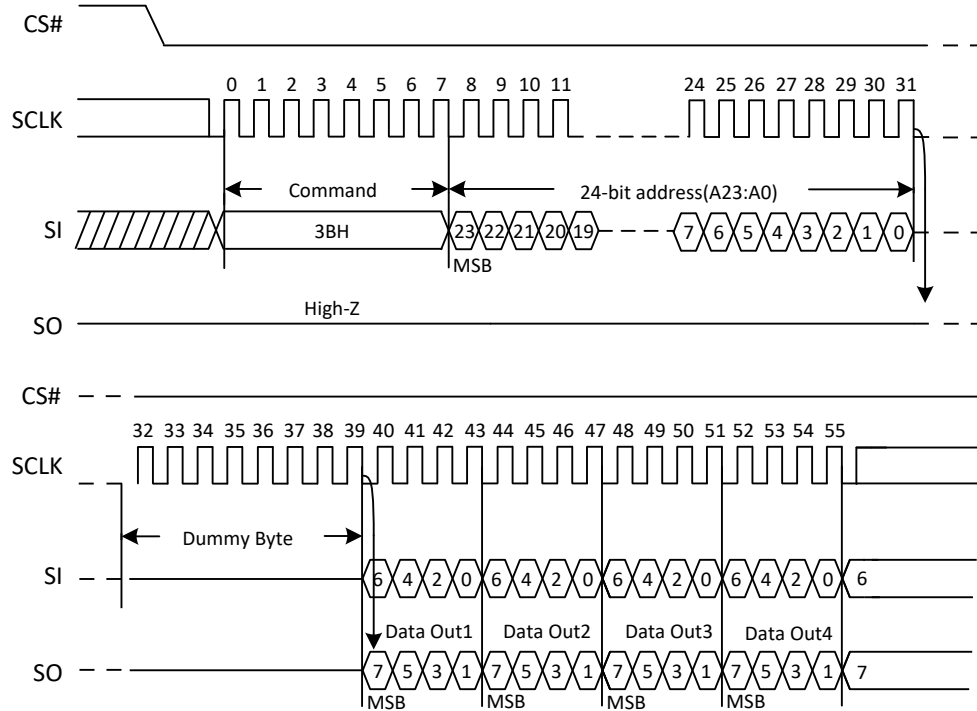 CS#
0 1 2 3 4 5 6 7 8 9 10 11 24 25 26 27 28 29 30 31
SCLK
Command 24-bit address(A23:A0)
SI 3BH 23 22 21 20 19 7 6 5 4 3 2 1 0
MSB
High-Z
SO
CS#
32 33 34 35 36 37 38 39 40 41 42 43 44 45 46 47 48 49 50 51 52 53 54 55
SCLK
Dummy Byte
SI 6 4 2 0 6 4 2 0 6 4 2 0 6 4 2 0 6
Data Out1 Data Out2 Data Out3 Data Out4
SO 7 5 3 1 7 5 3 1 7 5 3 1 7 5 3 1 7
MSB MSB MSB MSB